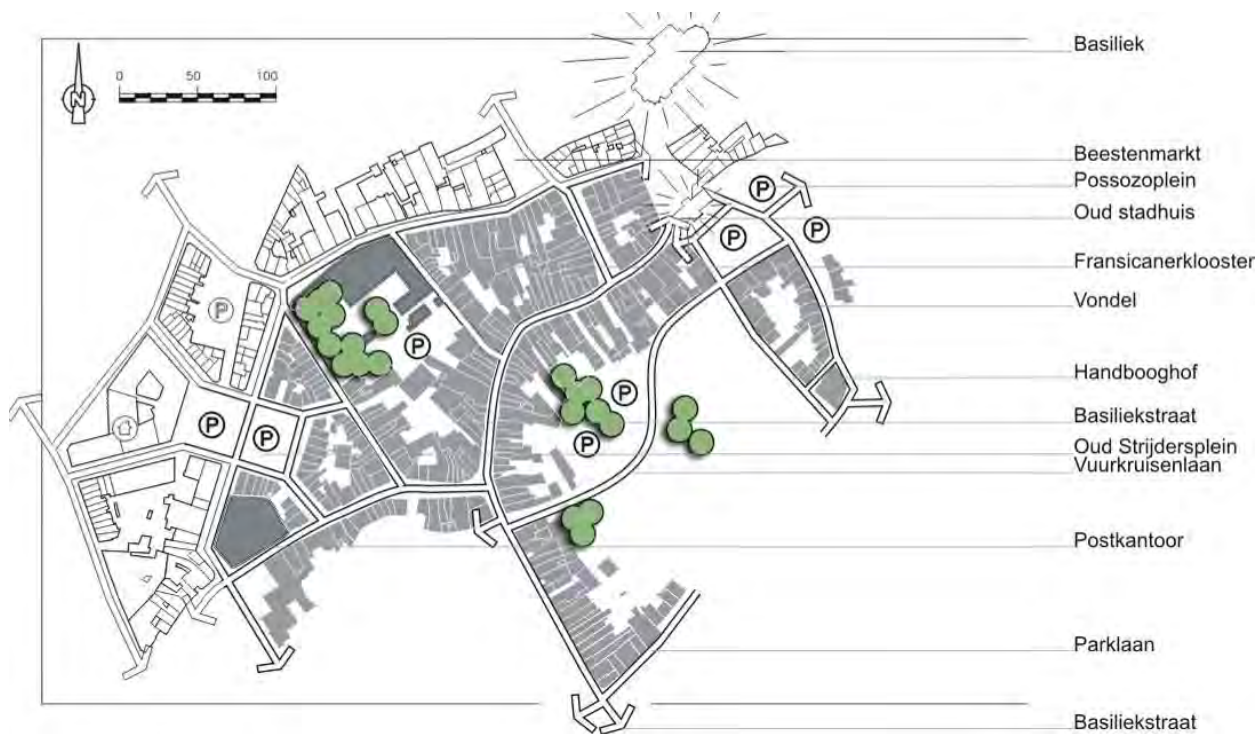 Basiliek
N
0 50 100
Beestenmarkt
P
Possozoplein
Oud stadhuis
P
P
Fransicanerklooster
Vondel
P
P
Handbooghof
P
Basiliekstraat
P
P
P
Oud Strijdersplein
Vuurkruisenlaan
Postkantoor
Parklaan
Basiliekstraat